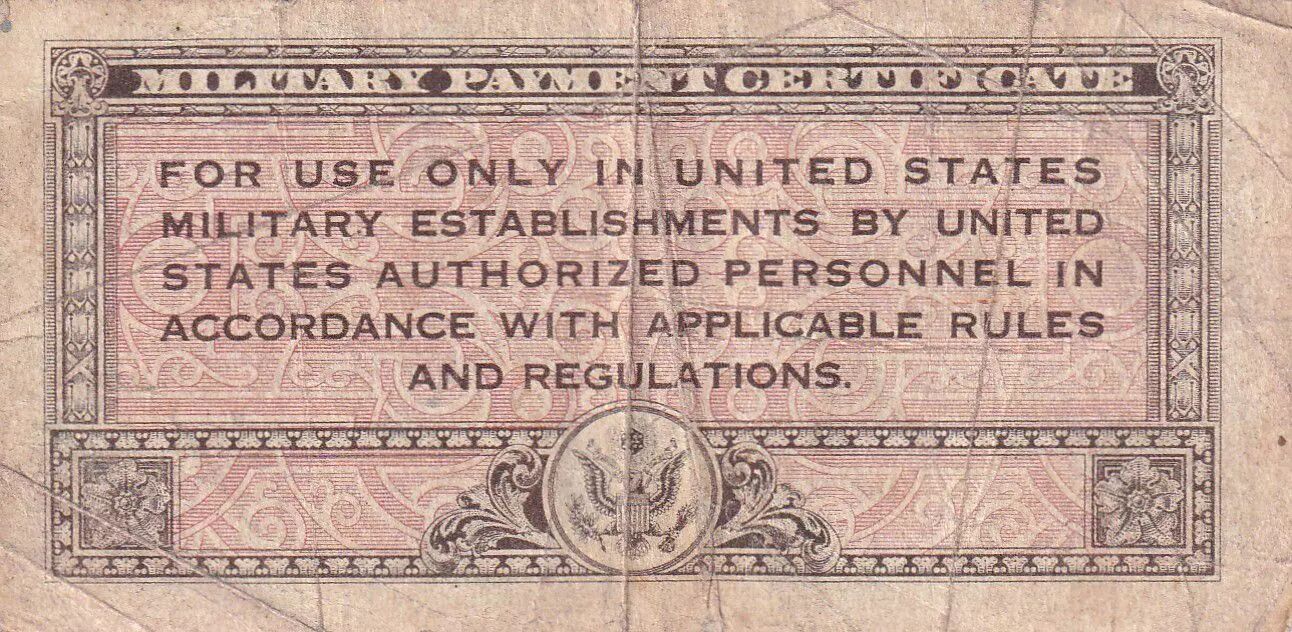 MILITARY PAYMENT CERTIFICATE
FOR USE ONLY IN UNITED STATES
MILITARY ESTABLISHMENTS BY UNITED
STATES AUTHORIZED PERSONNEL IN
ACCORDANCE WITH APPLICABLE RULES
AND REGULATIONS.